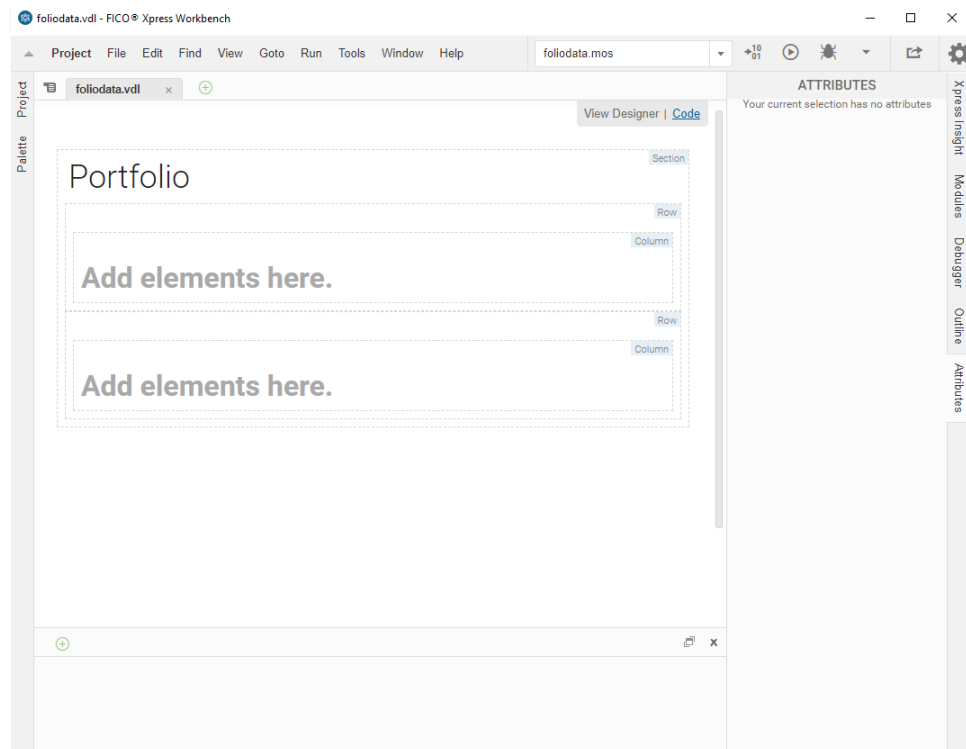 foliodata.vdl - FICO® Xpress Workbench
Project File Edit Find View Goto Run Tools Window Help
foliodata.mos
10
01
Project
Palette
foliodata.vdl
View Designer | Code
Section
Portfolio
Row
Column
Add elements here.
Row
Column
Add elements here.
ATTRIBUTES
Your current selection has no attributes
Xpress Insight
Modules
Debugger
Outline
Attributes